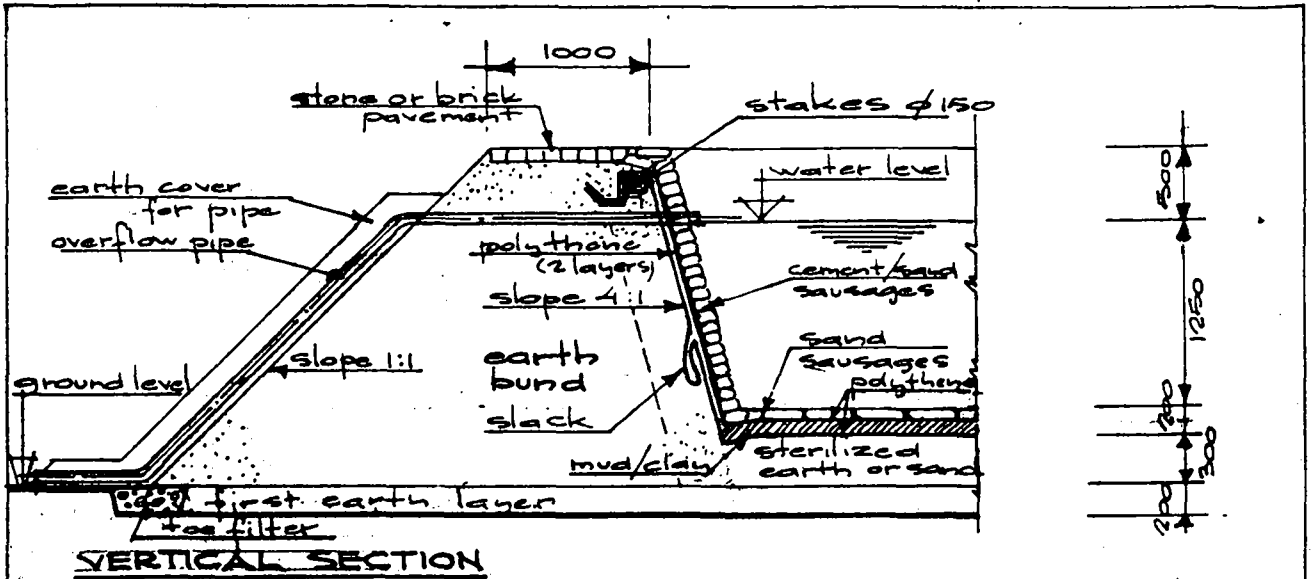 1000
stone or brick
pavement
stakes ϕ 150
water level
500
earth cover
for pipe
overflow pipe
polythene
(2 layers)
cement/sand
sausages
slope 4:1
1250
slope 1:1
earth
bund
sand
sausages
polythene
ground level
slack
200
mud/clay
sterilized
earth or sand
300
first earth layer
200
toe filter
VERTICAL SECTION